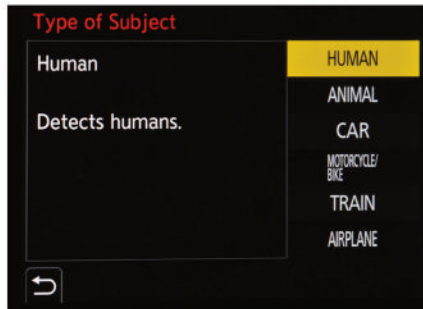 Type of Subject
Human
Detects humans.
HUMAN
ANIMAL
CAR
MOTORCYCLE/
BIKE
TRAIN
AIRPLANE